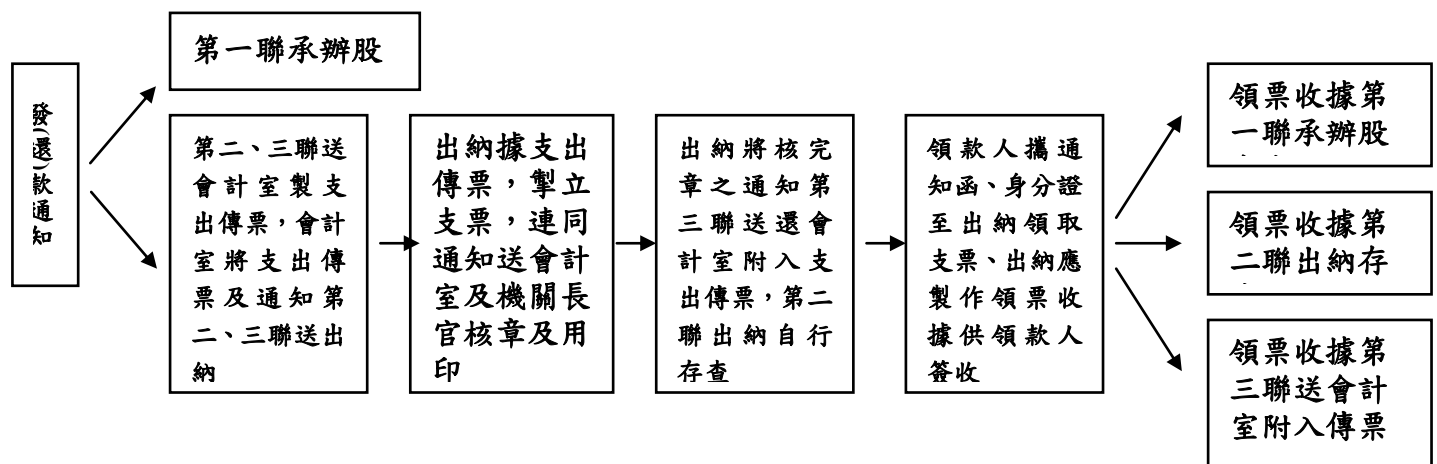 發(還)款通知
第一聯承辦股
第二、三聯送
會計室製支
出傳票，會計
室將支出傳
票及通知第
二、三聯送出
納
出納據支出
傳票，掣立
支票，連同
通知送會計
室及機關長
官核章及用
印
出納將核完
章之通知第
三聯送還會
計室附入支
出傳票，第二
聯出納自行
存查
領款人攜通
知函、身分證
至出納領取
支票、出納應
製作領票收
據供領款人
簽收
領票收據第
一聯承辦股
領票收據第
二聯出納存
領票收據第
三聯送會計
室附入傳票